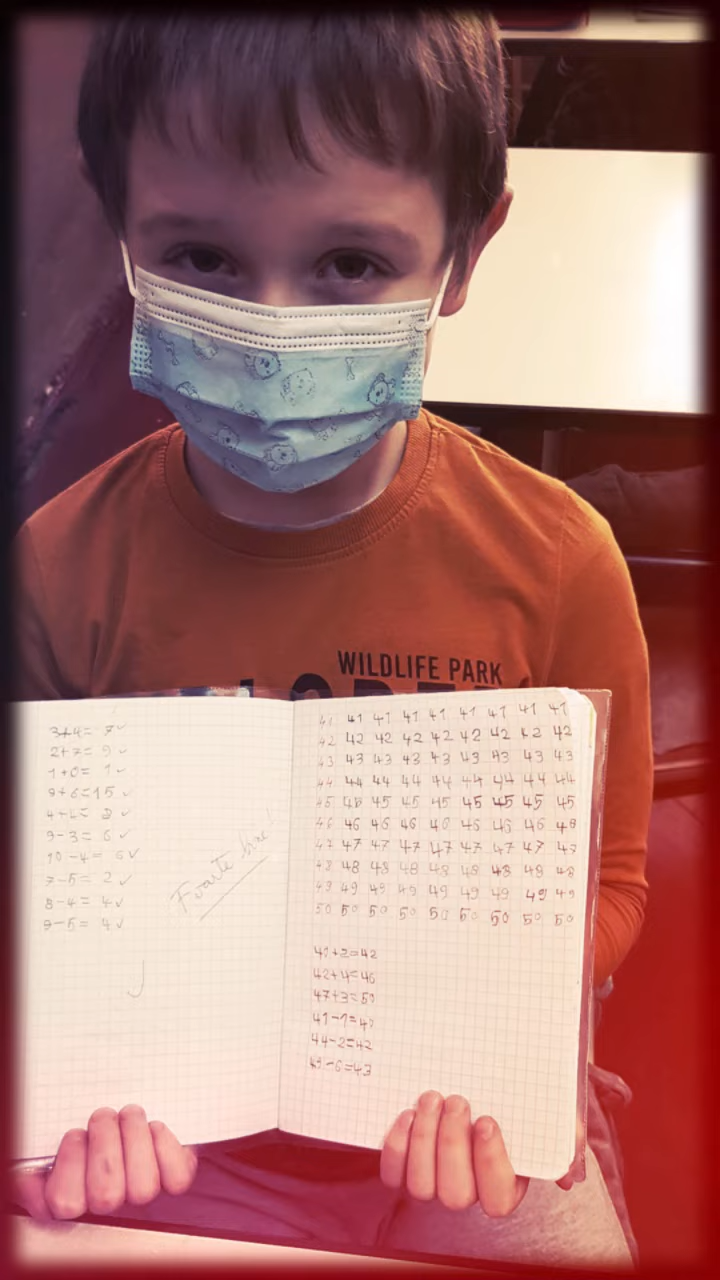 WILDLIFE PARK
3+4= 7✓
2+7= 9 ✓
1+0= 1 ✓
9+6=15 ✓
4+4= 8 ✓
9-3= 6 ✓
10-4= 6✓
7-5= 2 ✓
8-4= 4✓
9-5= 4✓
Foarte bine!
41 41 41 41 41 41 41 41 41
42 42 42 42 42 42 42 42 42
43 43 43 43 43 43 43 43 43
44 44 44 44 44 44 44 44 44
45 45 45 45 45 45 45 45 45
46 46 46 46 46 46 46 46 46
47 47 47 47 47 47 47 47 47
48 48 48 48 48 48 48 48 48
49 49 49 49 49 49 49 49 49
50 50 50 50 50 50 50 50 50
40+2=42
42+4=46
47+3=50
41-1=40
44-2=42
49-6=43